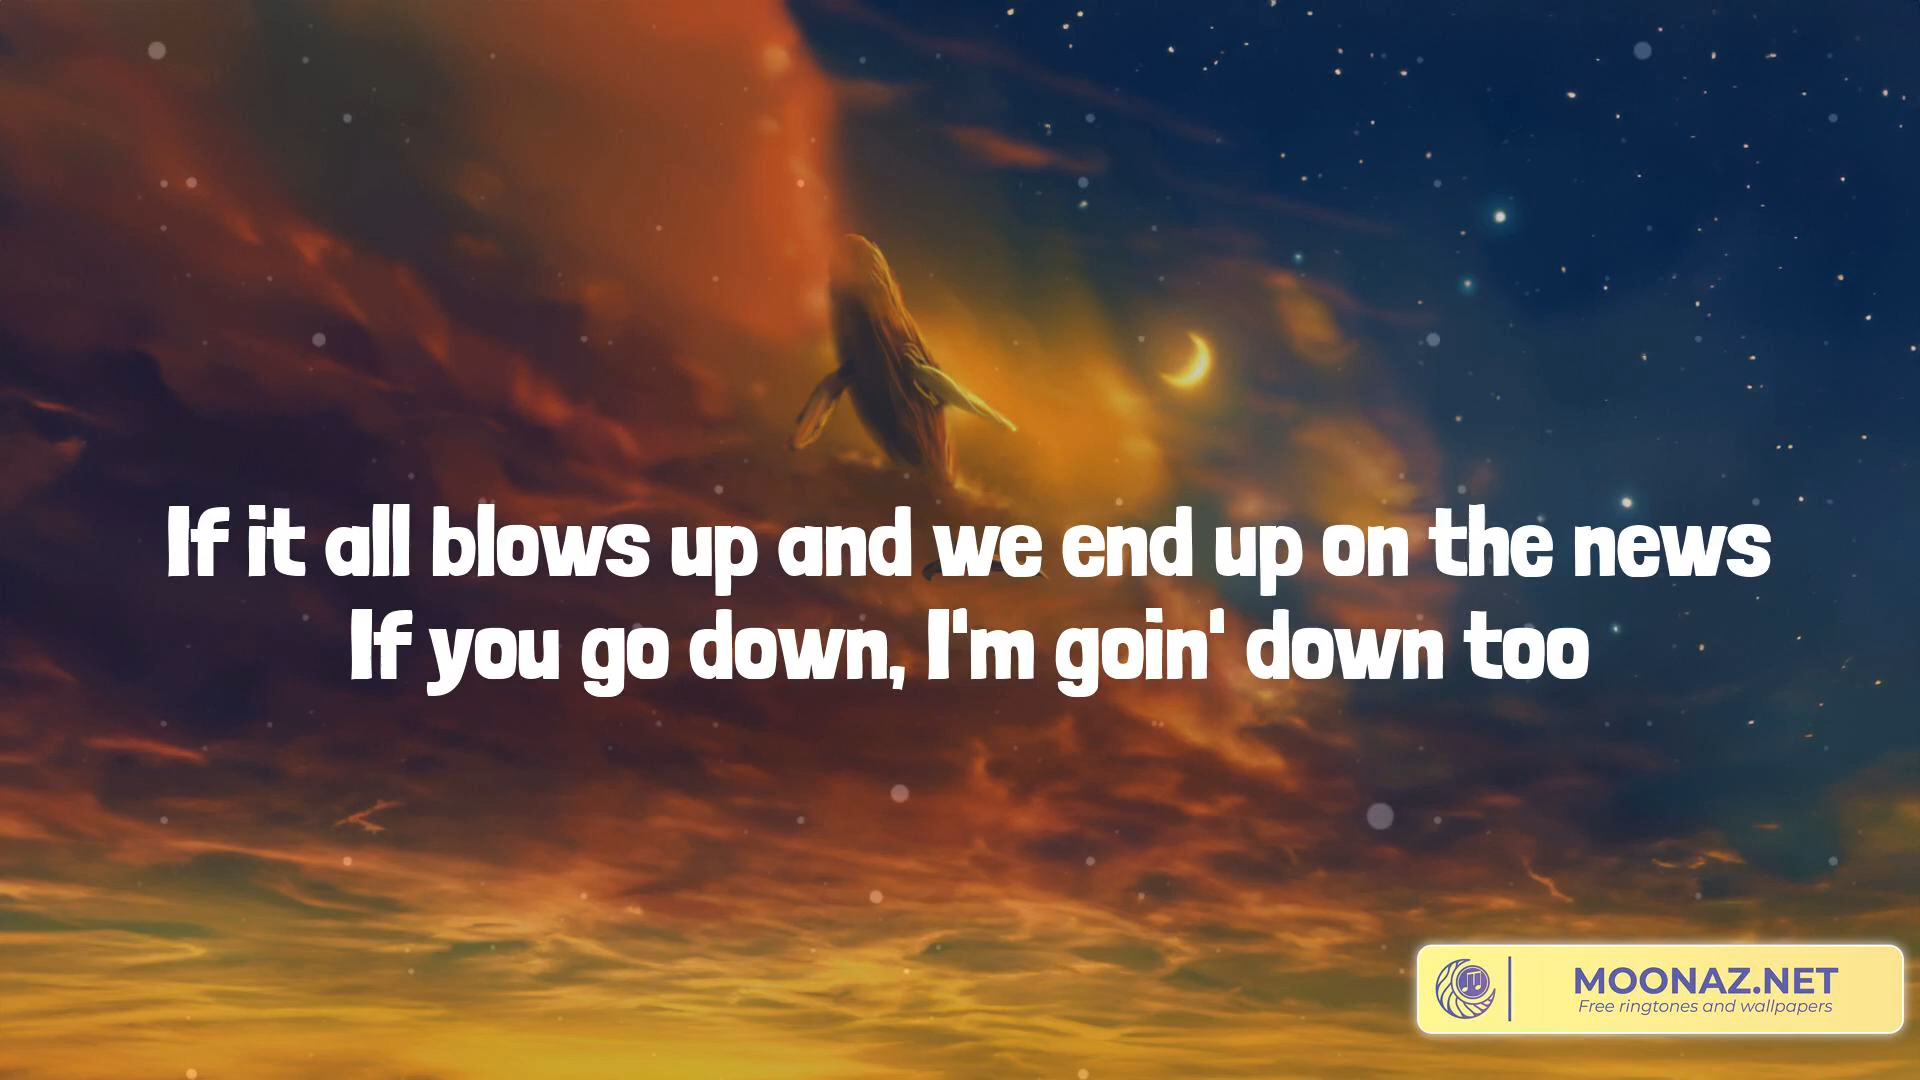 If it all blows up and we end up on the news
If you go down, I'm goin' down too
MOONAZ.NET
Free ringtones and wallpapers